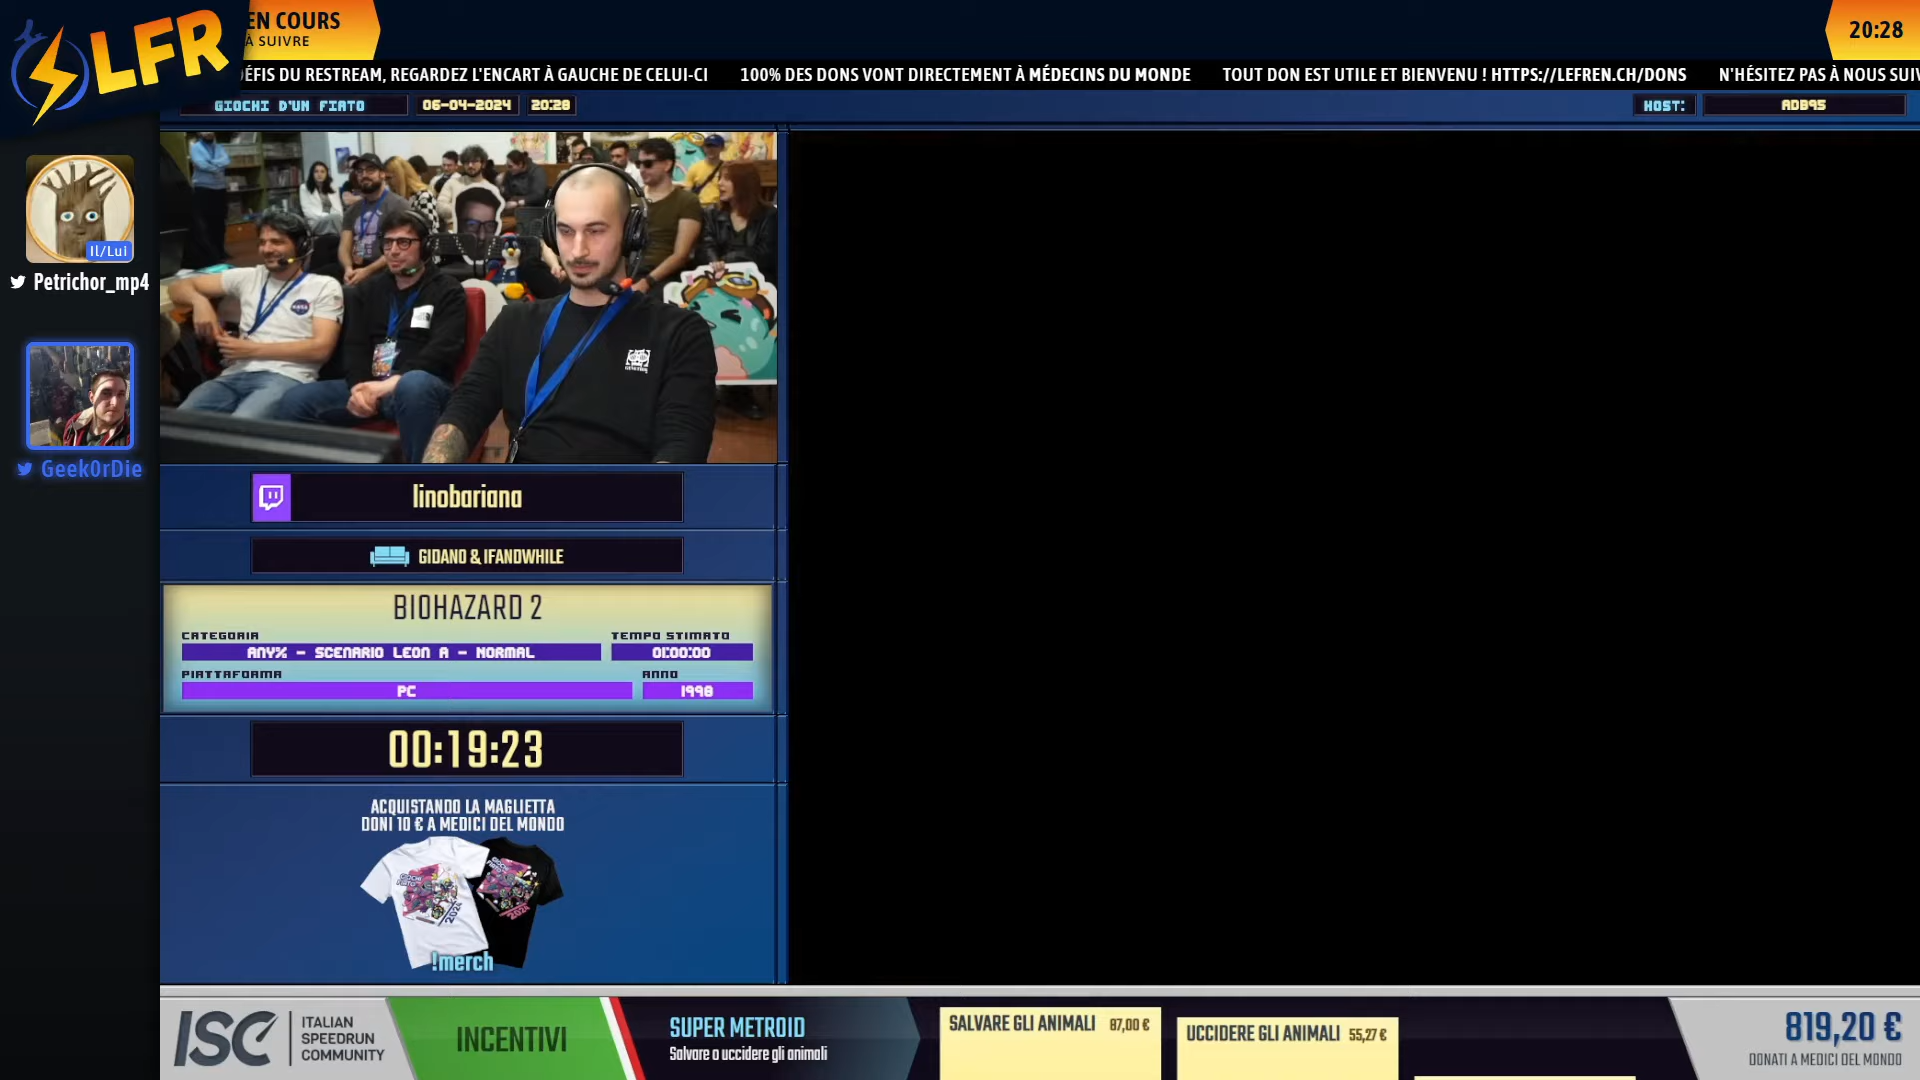 LFR
EN COURS
À SUIVRE
20:28
ÉFIS DU RESTREAM, REGARDEZ L'ENCART À GAUCHE DE CELUI-CI 100% DES DONS VONT DIRECTEMENT À MÉDECINS DU MONDE TOUT DON EST UTILE ET BIENVENU ! HTTPS://LEFREN.CH/DONS N'HÉSITEZ PAS À NOUS SUIV
GIOCHI D'UN FIATO 06-04-2024 20:28 HOST: ADB95
Il/Lui
Petrichor_mp4
GeekOrDie
NASA
linobariana
GIDANO & IFANDWHILE
BIOHAZARD 2
CATEGORIA TEMPO STIMATO
ANY% - SCENARIO LEON A - NORMAL 01:00:00
PIATTAFORMA ANNO
PC 1998
00:19:23
ACQUISTANDO LA MAGLIETTA
DONI 10 € A MEDICI DEL MONDO
2024
2024
!merch
ISC
ITALIAN
SPEEDRUN
COMMUNITY
INCENTIVI
SUPER METROID
Salvare o uccidere gli animali
SALVARE GLI ANIMALI 87,00 €
UCCIDERE GLI ANIMALI 55,27 €
819,20 €
DONATI A MEDICI DEL MONDO